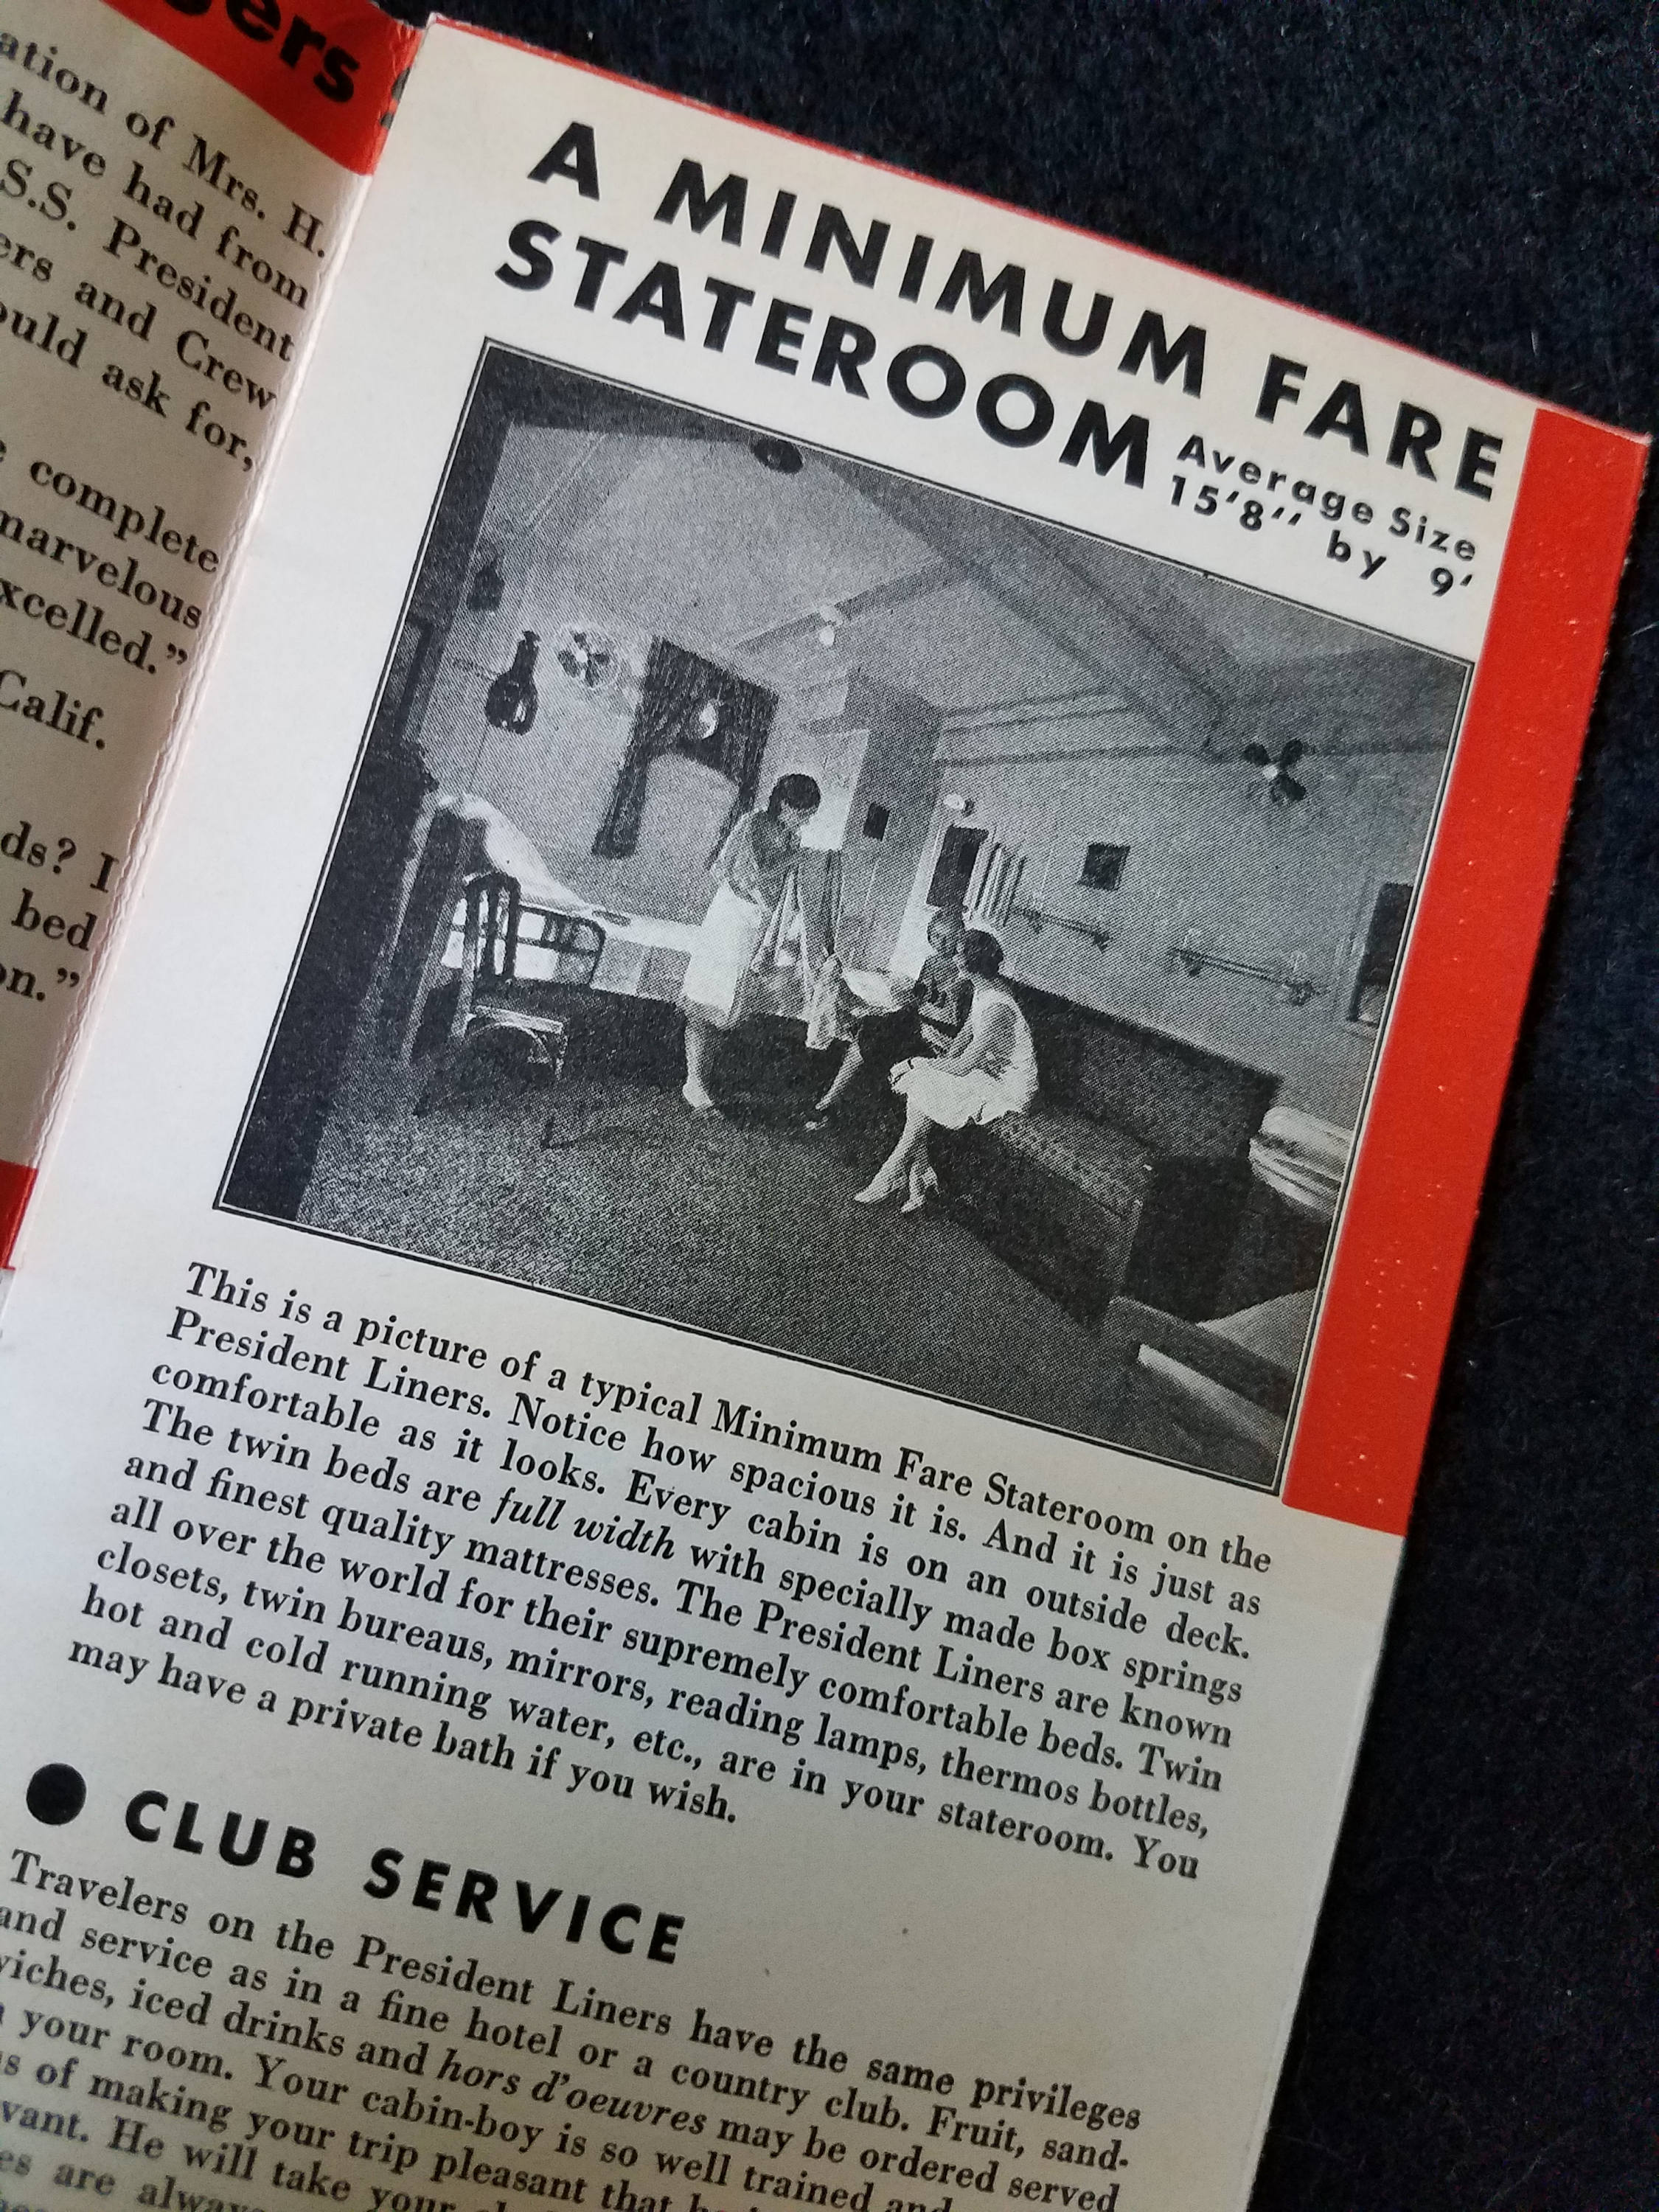 ation of Mrs. H.
have had from
S.S. President
ers and Crew
ould ask for,
complete
marvelous
xcelled.”
Calif.
ds? I
bed
on.”
A MINIMUM FARE
STATEROOM
Average Size
15'8'' by 9'
This is a picture of a typical Minimum Fare Stateroom on the
President Liners. Notice how spacious it is. And it is just as
comfortable as it looks. Every cabin is on an outside deck.
The twin beds are full width with specially made box springs
and finest quality mattresses. The President Liners are known
all over the world for their supremely comfortable beds. Twin
closets, twin bureaus, mirrors, reading lamps, thermos bottles,
hot and cold running water, etc., are in your stateroom. You
may have a private bath if you wish.
● CLUB SERVICE
Travelers on the President Liners have the same privileges
and service as in a fine hotel or a country club. Fruit, sand-
wiches, iced drinks and hors d'oeuvres may be ordered served
your room. Your cabin-boy is so well trained and
s of making your trip pleasant that
vant. He will take your
es are always